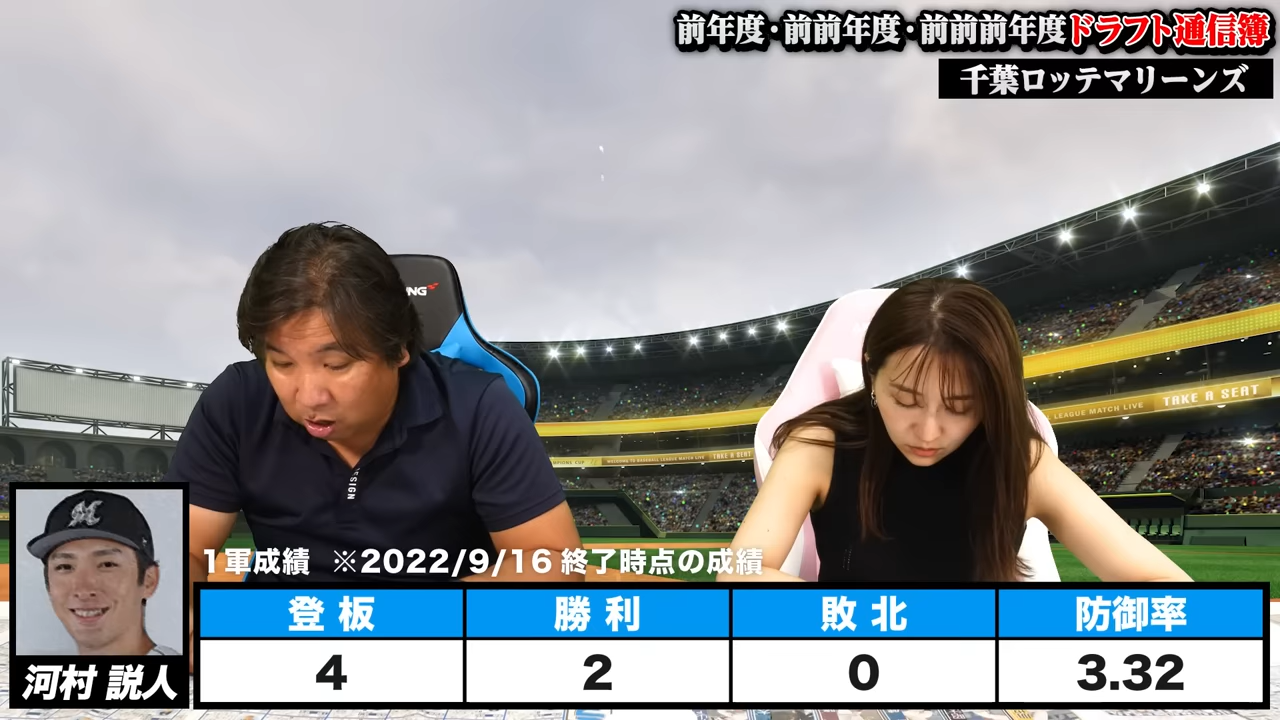 前年度・前前年度・前前前年度ドラフト通信簿
千葉ロッテマリーンズ
TAKE A SEAT
LEAGUE MATCH LIVE
TAKE A SEAT
ESIGN
1軍成績 ※2022/9/16 終了時点の成績
登板 勝利 敗北 防御率
4 2 0 3.32
河村 説人